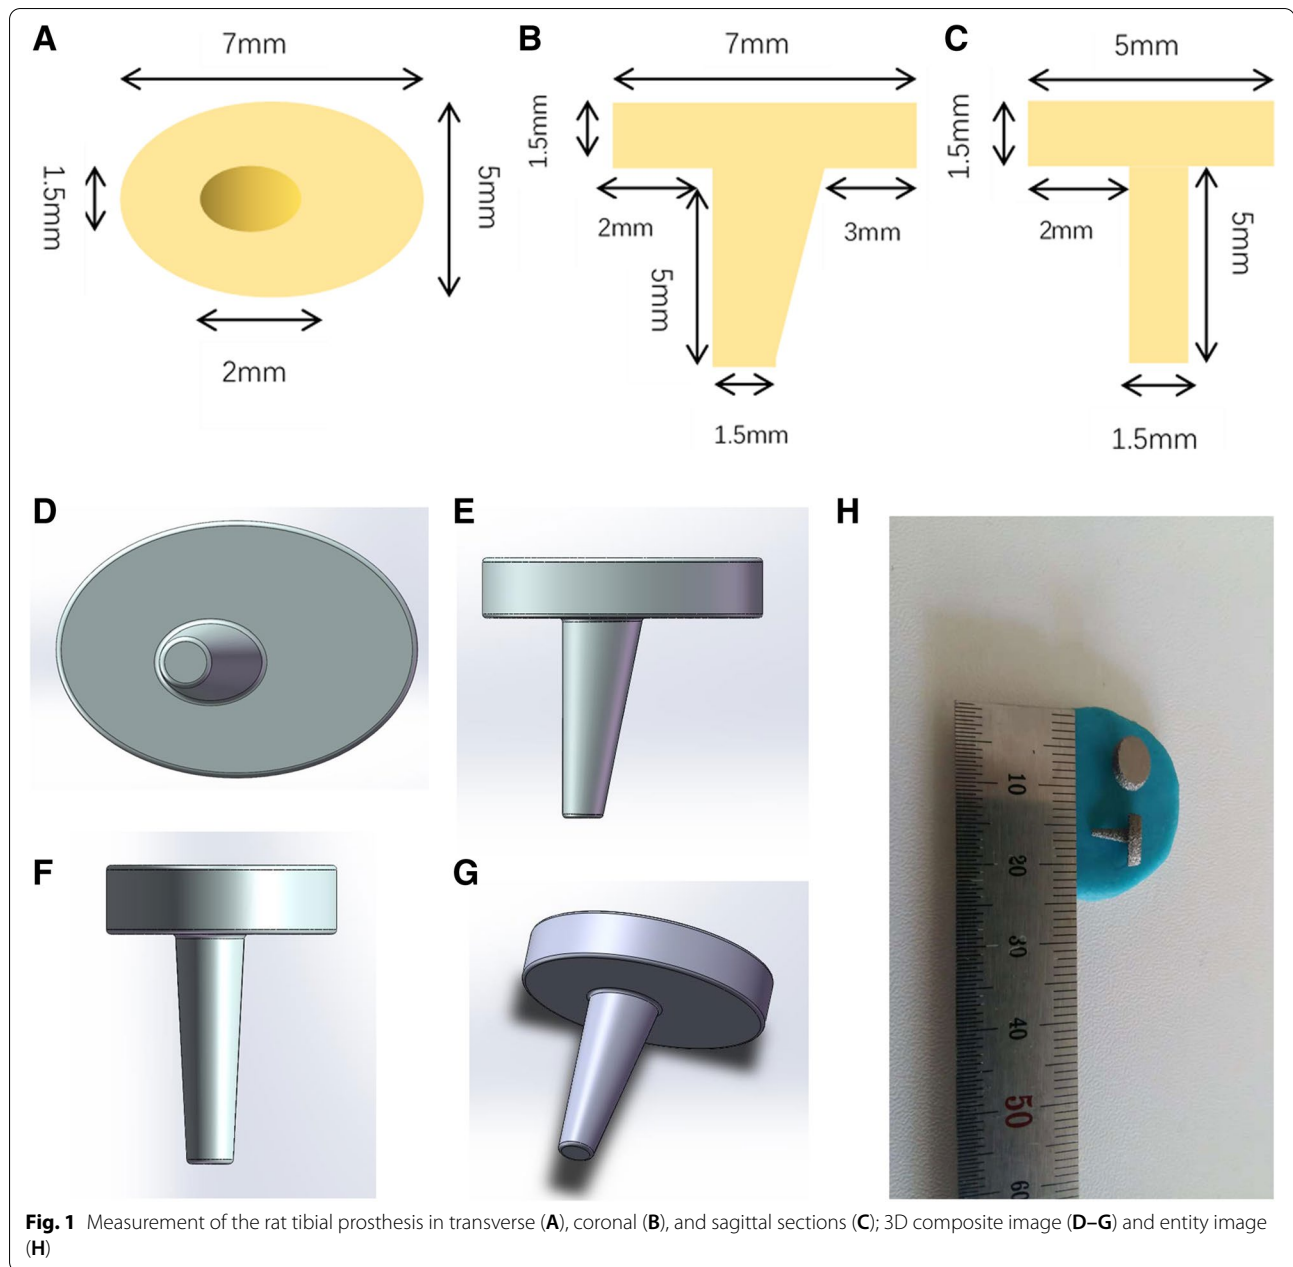 A
7mm
1.5mm
5mm
2mm
B
7mm
1.5mm
2mm
3mm
5mm
1.5mm
C
5mm
1.5mm
2mm
5mm
1.5mm
D
E
H
10
20
30
40
50
60
F
G
Fig. 1 Measurement of the rat tibial prosthesis in transverse (A), coronal (B), and sagittal sections (C); 3D composite image (D–G) and entity image
(H)